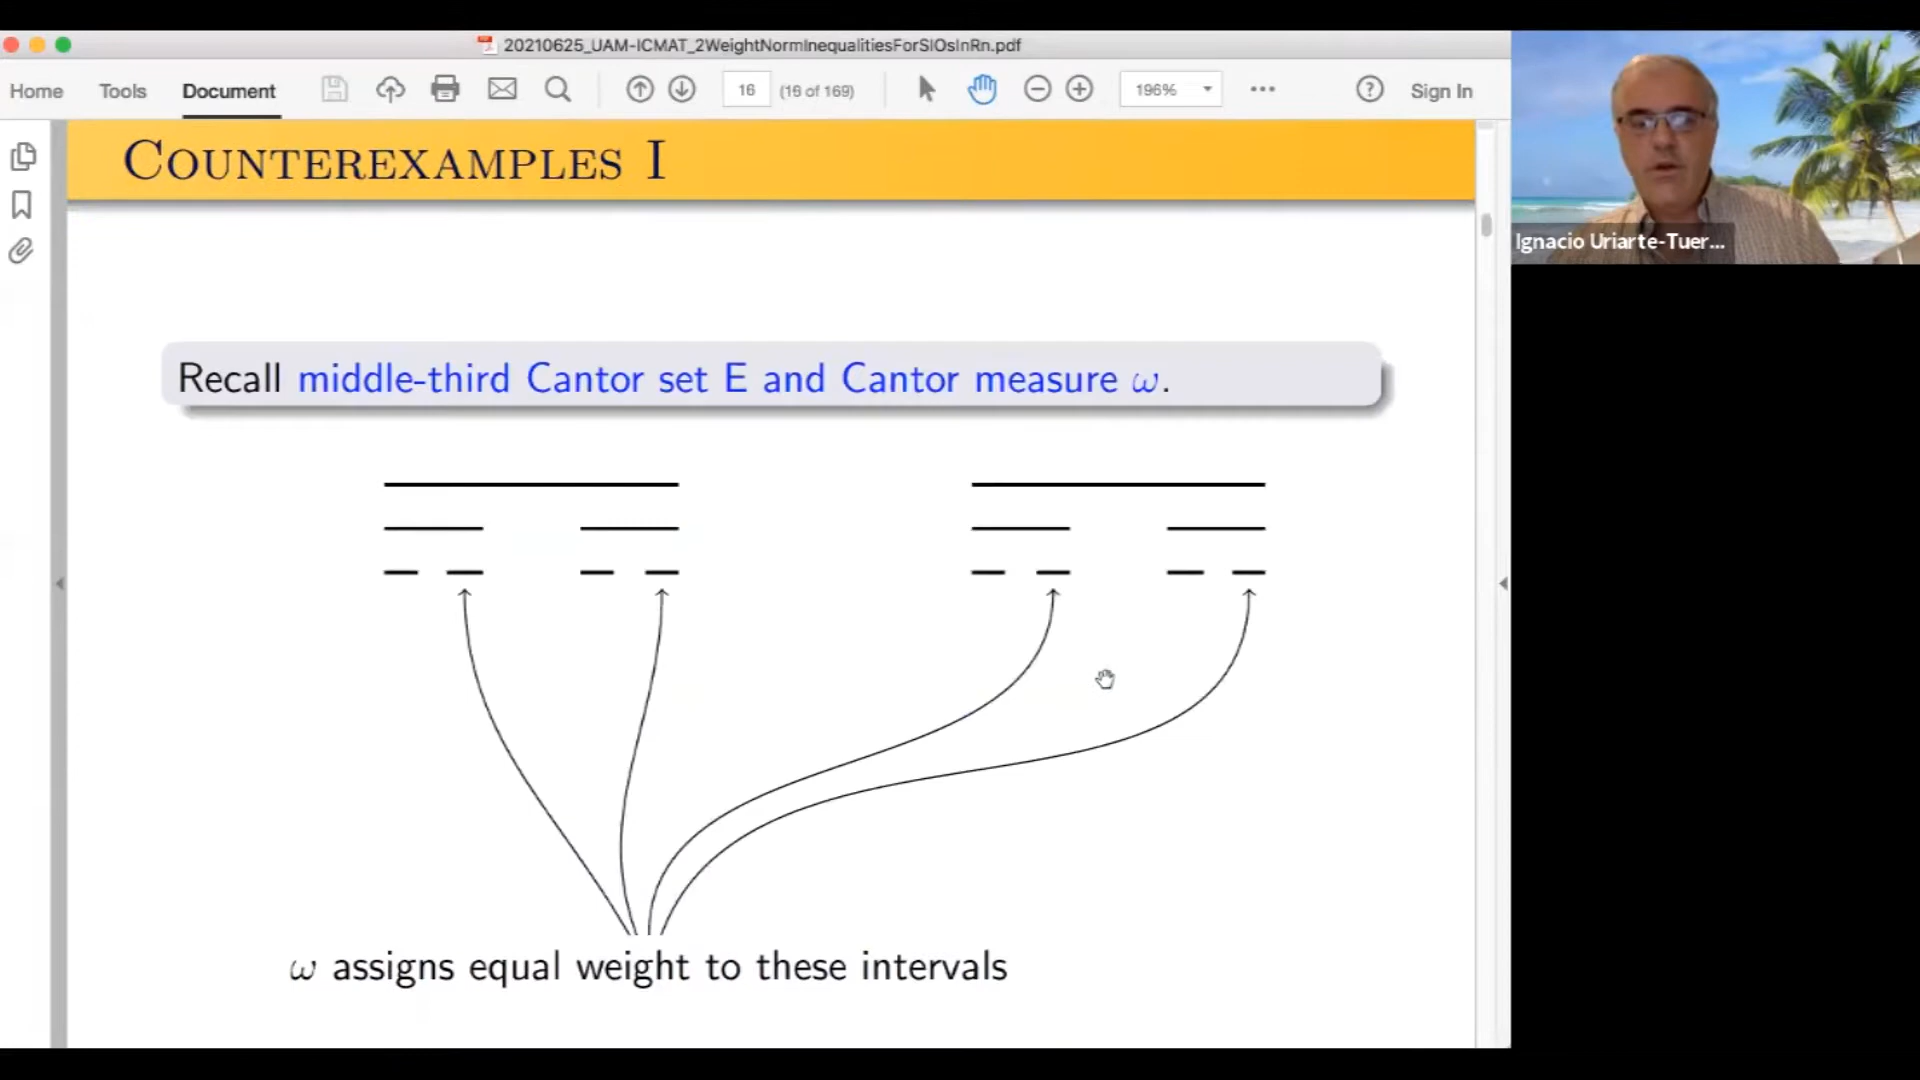 20210625_UAM-ICMAT_2WeightNormInequalitiesForSIOsInRn.pdf
Home Tools Document 16 (16 of 169) 196% ? Sign In
COUNTEREXAMPLES I
Ignacio Uriarte-Tuer...
Recall middle-third Cantor set E and Cantor measure ω.
ω assigns equal weight to these intervals